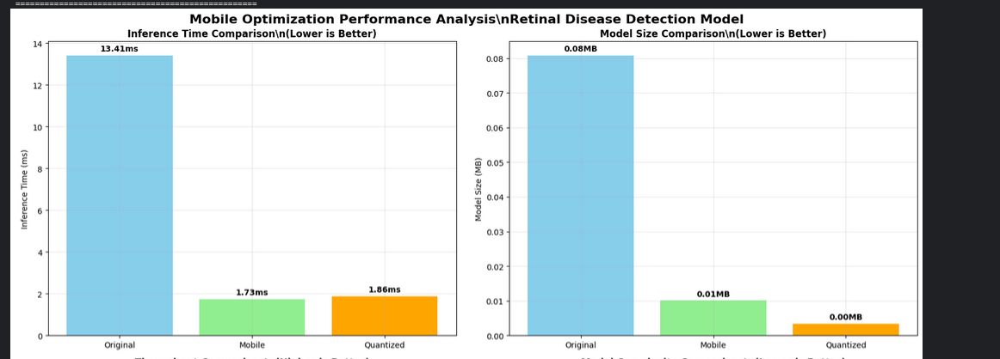 Mobile Optimization Performance Analysis\nRetinal Disease Detection Model
Inference Time Comparison\n(Lower is Better)
14
12
10
8
6
4
2
0
Inference Time (ms)
13.41ms
1.73ms
1.86ms
Original
Mobile
Quantized
Model Size Comparison\n(Lower is Better)
0.08
0.07
0.06
0.05
0.04
0.03
0.02
0.01
0.00
Model Size (MB)
0.08MB
0.01MB
0.00MB
Original
Mobile
Quantized